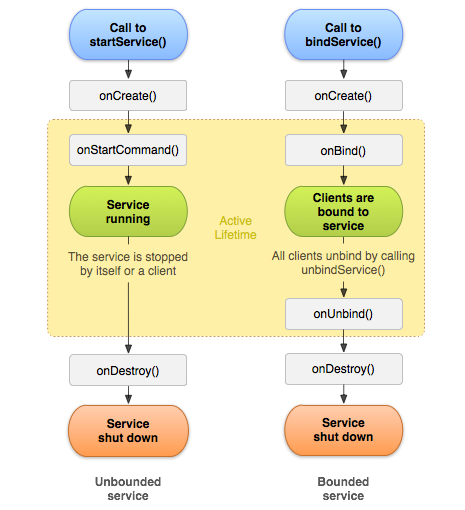 Call to
startService()
onCreate()
onStartCommand()
Service
running
The service is stopped
by itself or a client
onDestroy()
Service
shut down
Unbounded
service
Active
Lifetime
Call to
bindService()
onCreate()
onBind()
Clients are
bound to
service
All clients unbind by calling
unbindService()
onUnbind()
onDestroy()
Service
shut down
Bounded
service